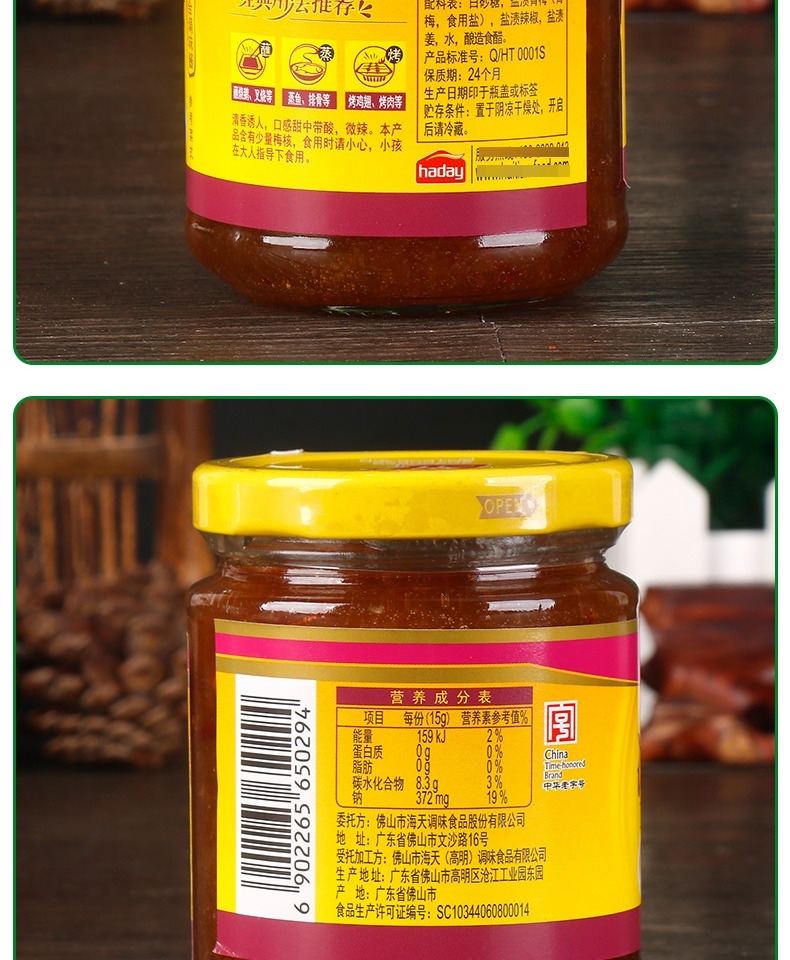 推荐
配料表：白砂糖，盐渍青梅（青
梅，食用盐），盐渍辣椒，盐渍
姜，水，酿造食醋。
产品标准号：Q/HT 0001S
保质期：24个月
生产日期印于瓶盖或标签
贮存条件：置于阴凉干燥处，开启
后请冷藏。
蘸
蒸
烤
蘸烧鹅、叉烧等
蒸鱼、排骨等
烤鸡翅、烤肉等
清香诱人，口感甜中带酸，微辣。本产
品含有少量梅核，食用时请小心，小孩
在大人指导下食用。
haday
OPEN
营养成分表
项目 每份(15g) 营养素参考值%
能量 159 kJ 2%
蛋白质 0 g 0%
脂肪 0 g 0%
碳水化合物 8.3 g 3%
钠 372 mg 19%
China
Time-honored
Brand
中华老字号
委托方：佛山市海天调味食品股份有限公司
地 址：广东省佛山市文沙路16号
受托加工方：佛山市海天（高明）调味食品有限公司
生产地址：广东省佛山市高明区沧江工业园东园
产 地：广东省佛山市
食品生产许可证编号：SC10344060800014
6 902265 650294